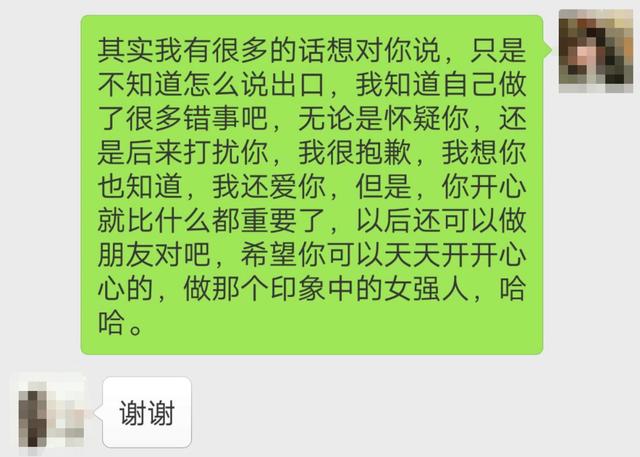 其实我有很多的话想对你说，只是
不知道怎么说出口，我知道自己做
了很多错事吧，无论是怀疑你，还
是后来打扰你，我很抱歉，我想你
也知道，我还爱你，但是，你开心
就比什么都重要了，以后还可以做
朋友对吧，希望你可以天天开开心
心的，做那个印象中的女强人，哈
哈。
谢谢